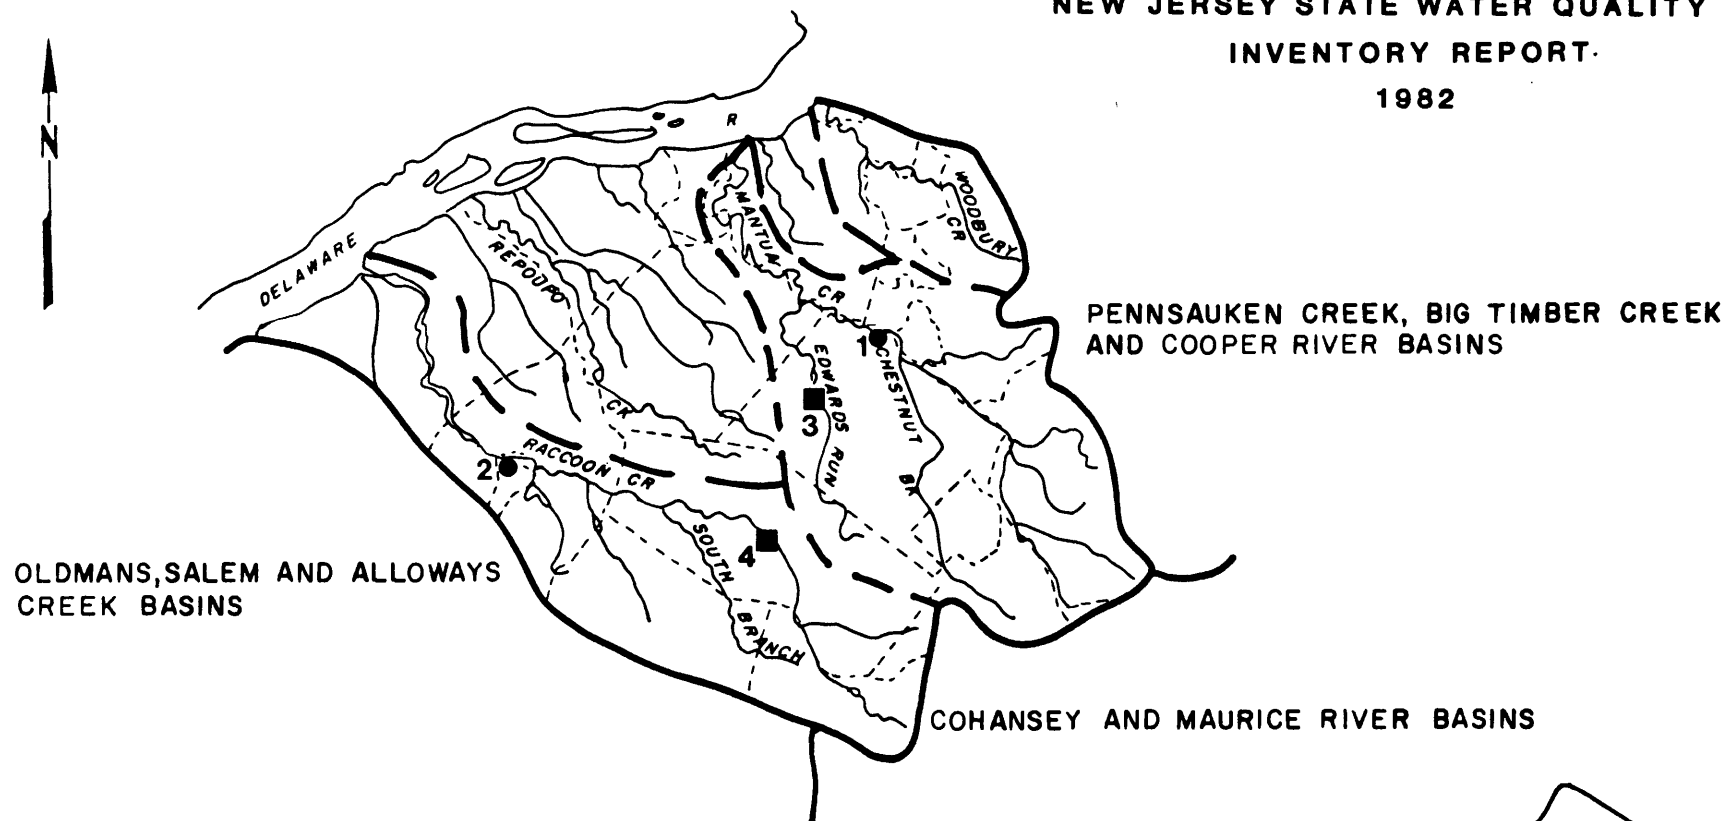 NEW JERSEY STATE WATER QUALITY
INVENTORY REPORT
1982
N
R
DELAWARE
REPOUPO
CK
MANTUA
CR
WOODBURY
CR
PENNSAUKEN CREEK, BIG TIMBER CREEK
AND COOPER RIVER BASINS
1
CHESTNUT
BR
EDWARDS RUN
3
RACCOON CR
2
4
SOUTH
BRANCH
OLDMANS, SALEM AND ALLOWAYS
CREEK BASINS
COHANSEY AND MAURICE RIVER BASINS